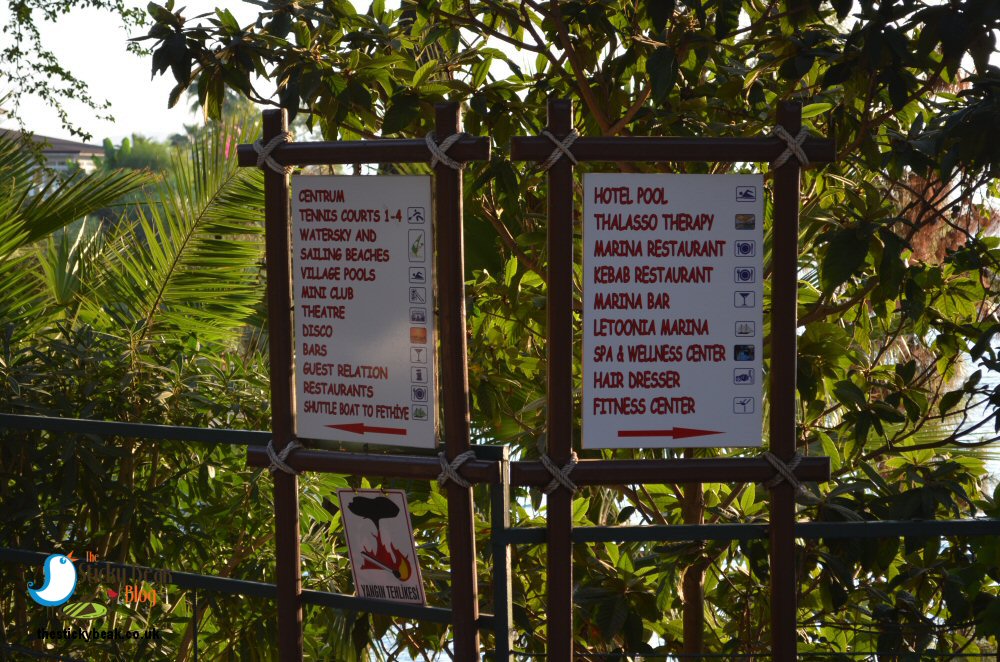 CENTRUM
TENNIS COURTS 1-4
WATERSKY AND
SAILING BEACHES
VILLAGE POOLS
MINI CLUB
THEATRE
DISCO
BARS
GUEST RELATION
RESTAURANTS
SHUTTLE BOAT TO FETHIYE
HOTEL POOL
THALASSO THERAPY
MARINA RESTAURANT
KEBAB RESTAURANT
MARINA BAR
LETOONIA MARINA
SPA & WELLNESS CENTER
HAIR DRESSER
FITNESS CENTER
YANGIN TEHLİKESİ
The
Sticky Beak
Blog
thestickybeak.co.uk